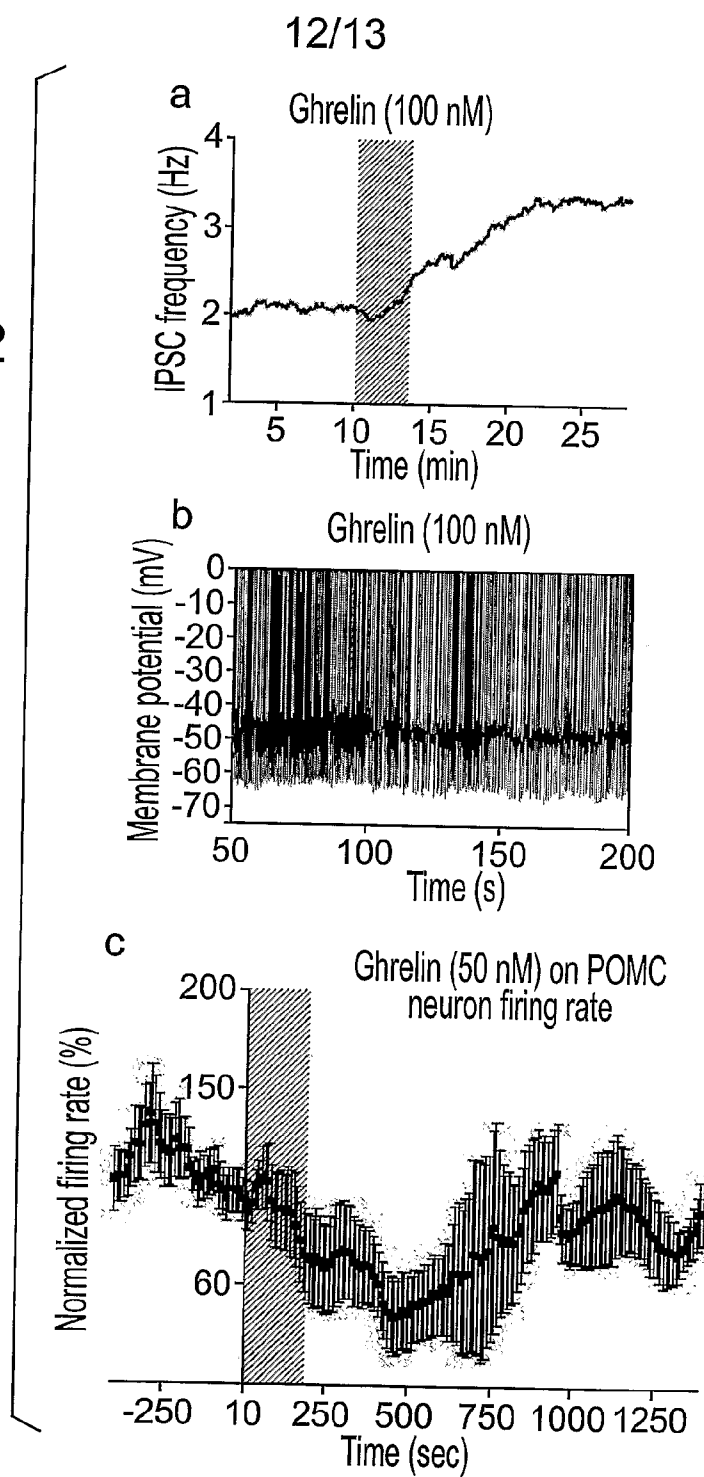 12/13
a
Ghrelin (100 nM)
IPSC frequency (Hz)
4
3
2
1
5 10 15 20 25
Time (min)
b
Ghrelin (100 nM)
Membrane potential (mV)
0
-10
-20
-30
-40
-50
-60
-70
50 100 150 200
Time (s)
c
Ghrelin (50 nM) on POMC
neuron firing rate
Normalized firing rate (%)
200
150
60
-250 10 250 500 750 1000 1250
Time (sec)